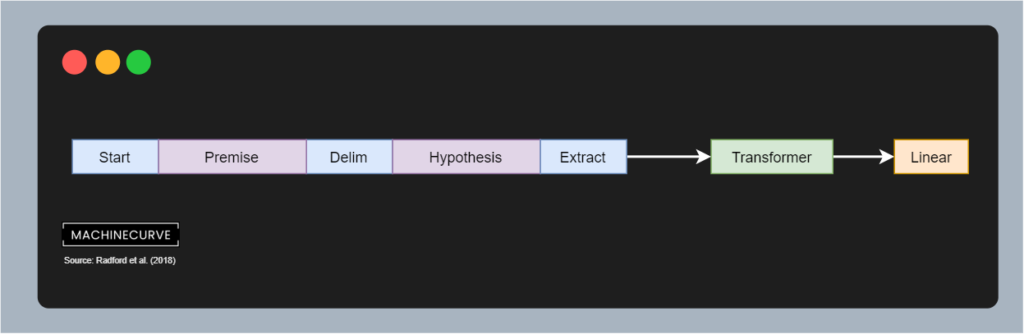 Start Premise Delim Hypothesis Extract Transformer Linear
MACHINECURVE
Source: Radford et al. (2018)